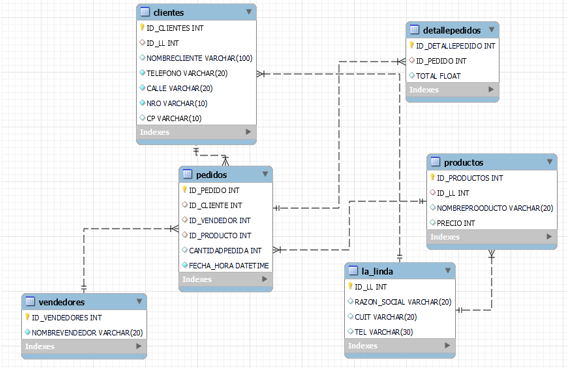 clientes
ID_CLIENTES INT
ID_LL INT
NOMBRECLIENTE VARCHAR(100)
TELEFONO VARCHAR(20)
CALLE VARCHAR(20)
NRO VARCHAR(10)
CP VARCHAR(10)
Indexes
detallepedidos
ID_DETALLEPEDIDO INT
ID_PEDIDO INT
TOTAL FLOAT
Indexes
pedidos
ID_PEDIDO INT
ID_CLIENTE INT
ID_VENDEDOR INT
ID_PRODUCTO INT
CANTIDADPEDIDA INT
FECHA_HORA DATETIME
Indexes
productos
ID_PRODUCTOS INT
ID_LL INT
NOMBREPROODUCTO VARCHAR(20)
PRECIO INT
Indexes
vendedores
ID_VENDEDORES INT
NOMBREVENDEDOR VARCHAR(20)
Indexes
la_linda
ID_LL INT
RAZON_SOCIAL VARCHAR(20)
CUIT VARCHAR(20)
TEL VARCHAR(30)
Indexes